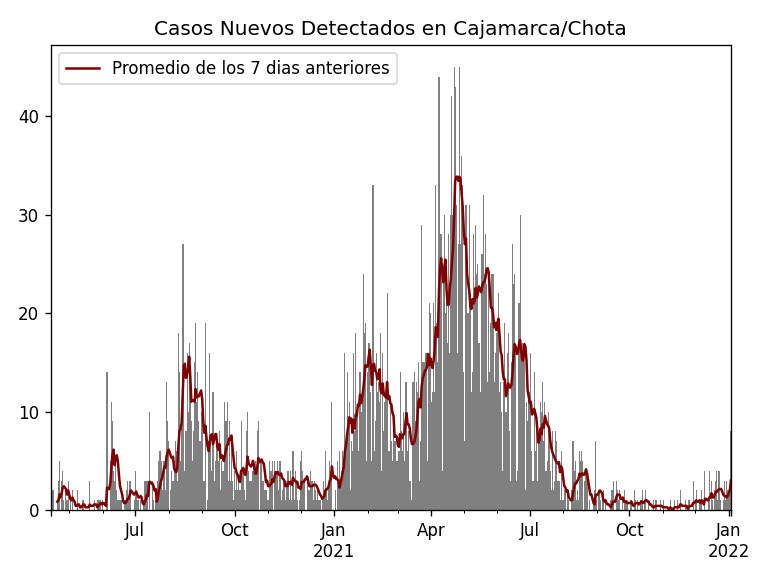 Casos Nuevos Detectados en Cajamarca/Chota
Promedio de los 7 dias anteriores
40
30
20
10
0
Jul
Oct
Jan
2021
Apr
Jul
Oct
Jan
2022